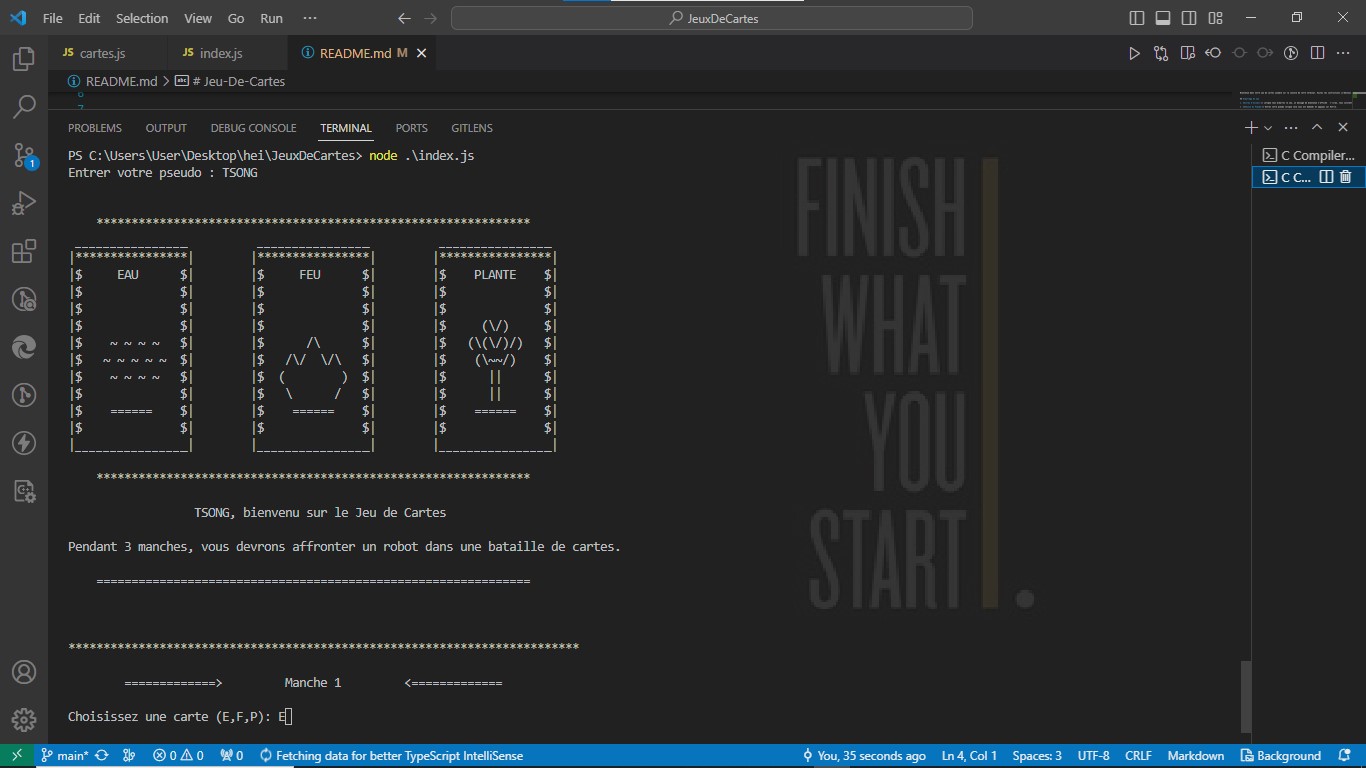 File Edit Selection View Go Run ··· JeuxDeCartes
JS cartes.js JS index.js README.md M
README.md > # Jeu-De-Cartes
PROBLEMS OUTPUT DEBUG CONSOLE TERMINAL PORTS GITLENS
PS C:\Users\User\Desktop\hei\JeuxDeCartes> node .\index.js
Entrer votre pseudo : TSONG
**************************************************************
________________ ________________ ________________
|****************| |****************| |****************|
|$ EAU $| |$ FEU $| |$ PLANTE $|
|$ $| |$ $| |$ $|
|$ $| |$ $| |$ $|
|$ $| |$ $| |$ (\/) $|
|$ ~ ~ ~ ~ $| |$ /\ $| |$ (\(\/)/) $|
|$ ~ ~ ~ ~ ~ $| |$ /\/ \/\ $| |$ (\~~/) $|
|$ ~ ~ ~ ~ $| |$ ( ) $| |$ || $|
|$ $| |$ \ / $| |$ || $|
|$ ====== $| |$ ====== $| |$ ====== $|
|$ $| |$ $| |$ $|
|________________| |________________| |________________|
**************************************************************
TSONG, bienvenu sur le Jeu de Cartes
Pendant 3 manches, vous devrons affronter un robot dans une bataille de cartes.
==============================================================
*************************************************************************
=============> Manche 1 <=============
Choisissez une carte (E,F,P): E
FINISH
WHAT
YOU
START.
C Compiler...
C C...
1
main* 0 0 0 Fetching data for better TypeScript IntelliSense You, 35 seconds ago Ln 4, Col 1 Spaces: 3 UTF-8 CRLF Markdown Background